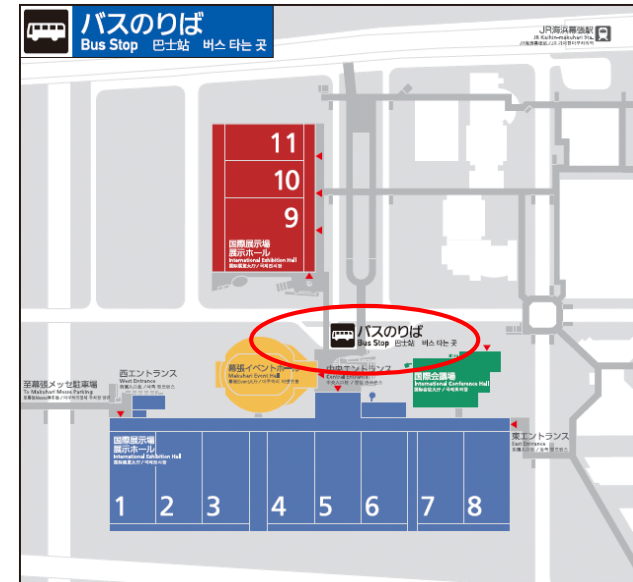 バスのりば
Bus Stop 巴士站 버스 타는 곳
JR海浜幕張駅
JR Kaihin-makuhari Sta.
11
10
9
国際展示場
展示ホール
International Exhibition Hall
バスのりば
Bus Stop 巴士站 버스 타는 곳
幕張イベントホール
Makuhari Event Hall
中央エントランス
国際会議場
International Conference Hall
西エントランス
West Entrance
至幕張メッセ駐車場
To Makuhari Messe Parking
東エントランス
East Entrance
国際展示場
展示ホール
International Exhibition Hall
1 2 3 4 5 6 7 8